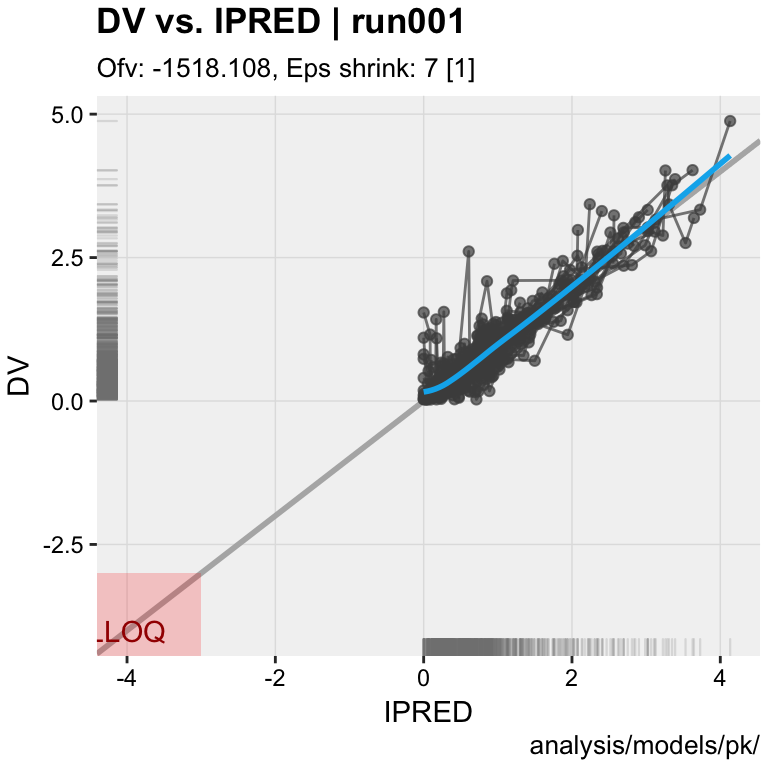 DV vs. IPRED | run001
Ofv: -1518.108, Eps shrink: 7 [1]
5.0
2.5
0.0
-2.5
DV
LLOQ
-4
-2
0
2
4
IPRED
analysis/models/pk/